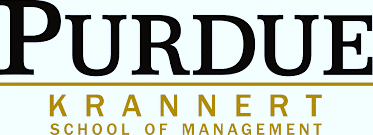 PURDUE
KRANNERT
SCHOOL OF MANAGEMENT